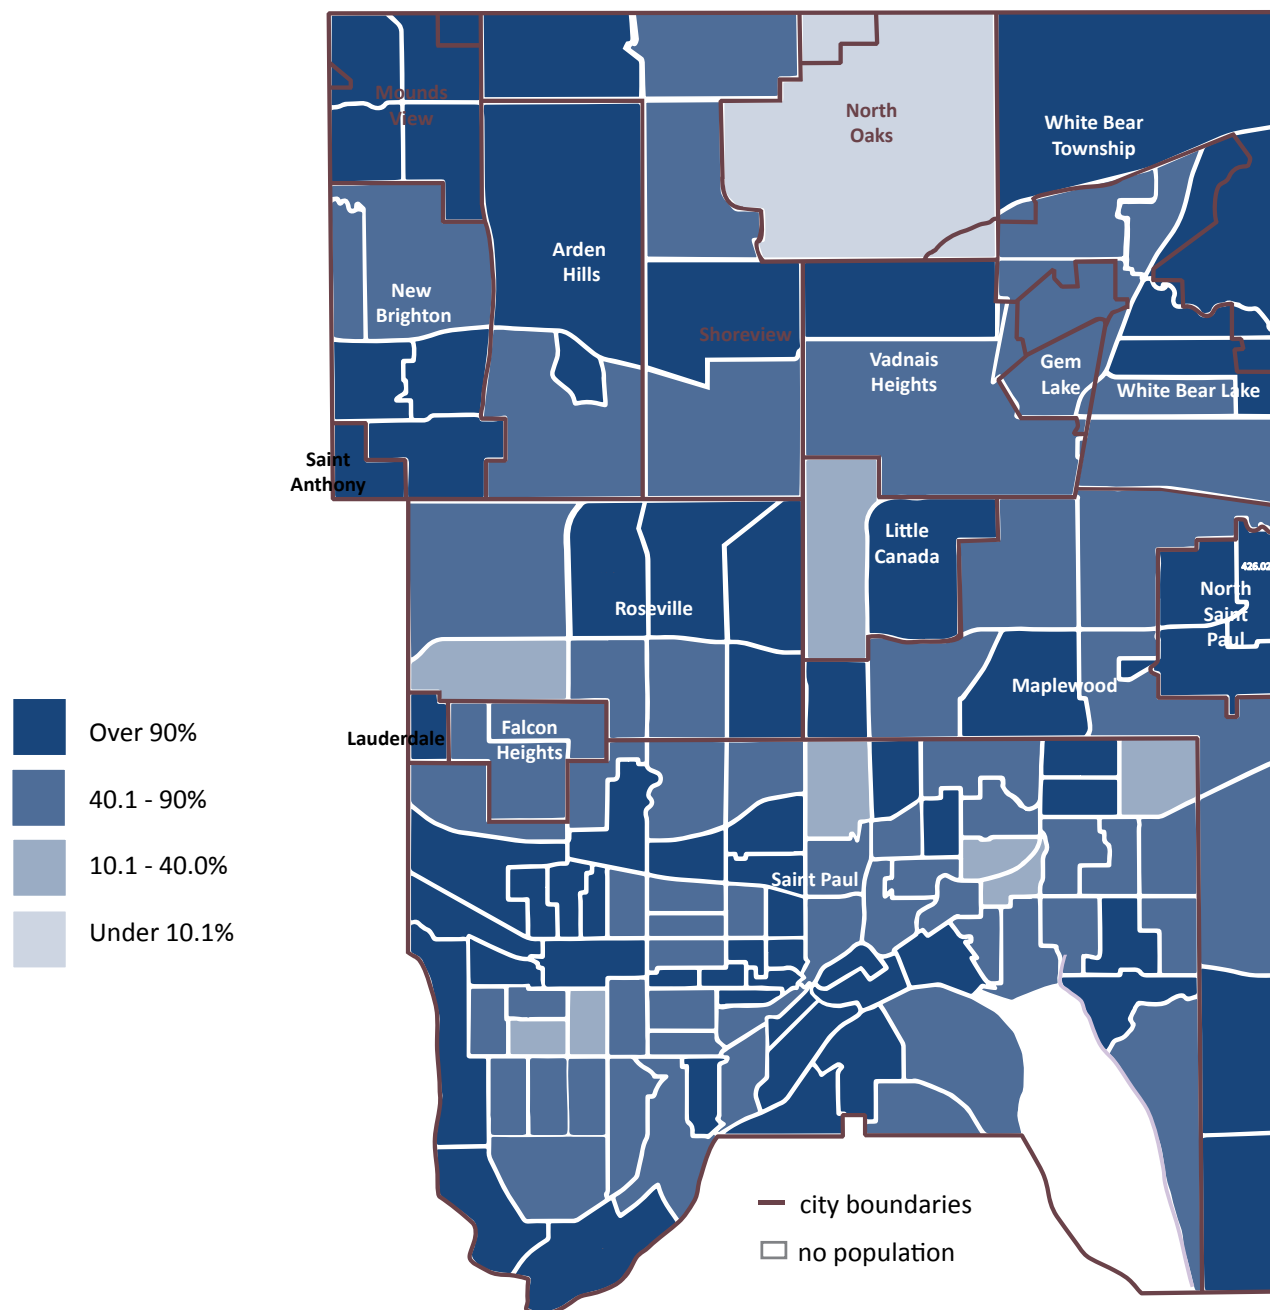 Mounds
View
North
Oaks
White Bear
Township
Arden
Hills
New
Brighton
Shoreview
Vadnais
Heights
Gem
Lake
White Bear Lake
Saint
Anthony
Little
Canada
426.02
North
Saint
Paul
Roseville
Maplewood
Lauderdale
Falcon
Heights
Saint Paul
Over 90%
40.1 - 90%
10.1 - 40.0%
Under 10.1%
city boundaries
no population